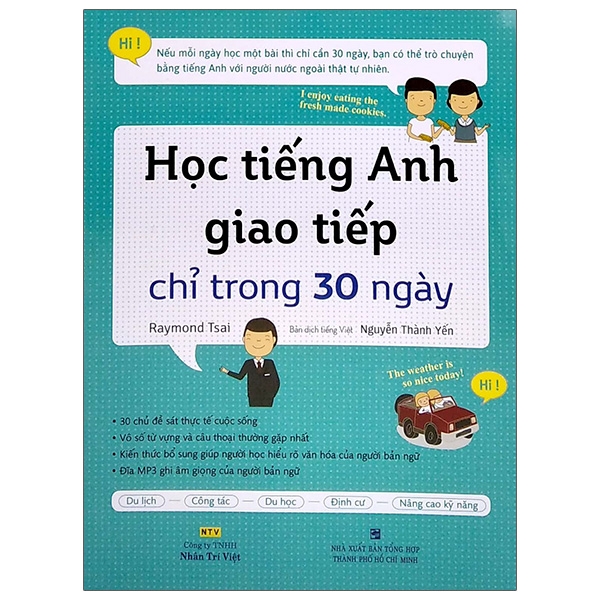 Hi !
Nếu mỗi ngày học một bài thì chỉ cần 30 ngày, bạn có thể trò chuyện
bằng tiếng Anh với người nước ngoài thật tự nhiên.
I enjoy eating the
fresh made cookies.
Học tiếng Anh
giao tiếp
chỉ trong 30 ngày
Raymond Tsai Bản dịch tiếng Việt Nguyễn Thành Yến
The weather is
so nice today!
Hi !
• 30 chủ đề sát thực tế cuộc sống
• Vô số từ vựng và câu thoại thường gặp nhất
• Kiến thức bổ sung giúp người học hiểu rõ văn hóa của người bản ngữ
• Đĩa MP3 ghi âm giọng của người bản ngữ
Du lịch Công tác Du học Định cư Nâng cao kỹ năng
NTV
Công ty TNHH
Nhân Trí Việt
NHÀ XUẤT BẢN TỔNG HỢP
THÀNH PHỐ HỒ CHÍ MINH